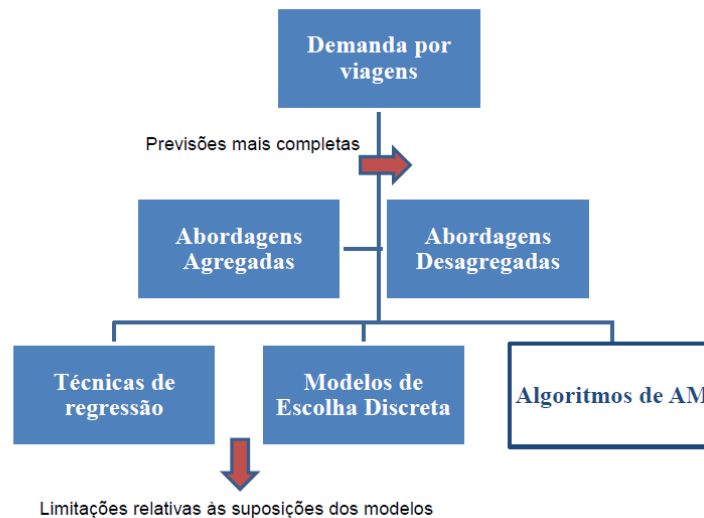 Demanda por
viagens
Previsões mais completas
Abordagens
Agregadas
Abordagens
Desagregadas
Técnicas de
regressão
Modelos de
Escolha Discreta
Algoritmos de AM
Limitações relativas às suposições dos modelos